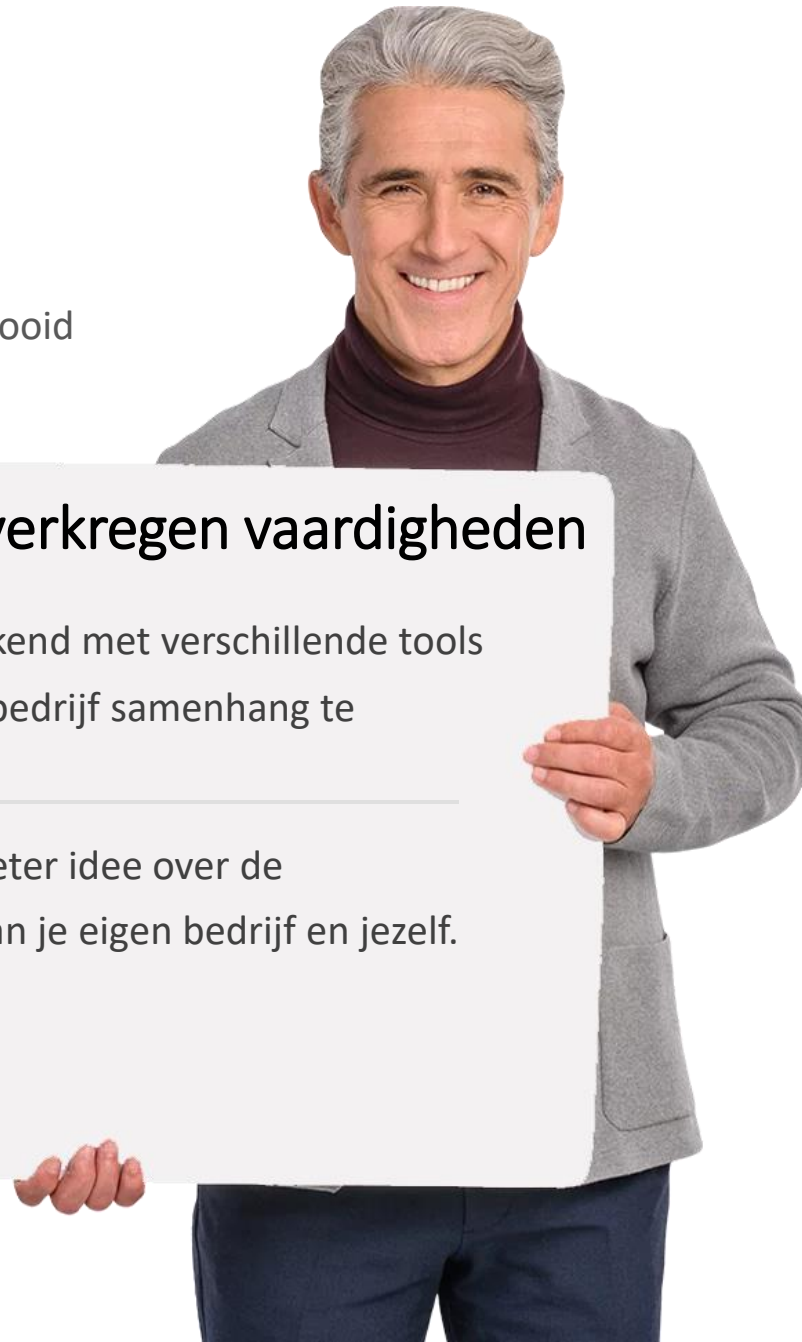 ooid
verkregen vaardigheden
kend met verschillende tools
bedrijf samenhang te
eter idee over de
an je eigen bedrijf en jezelf.